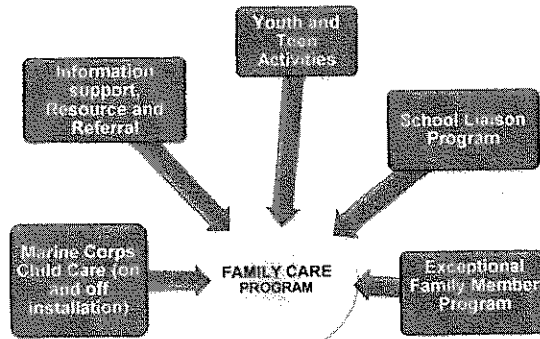 Youth and
Teen
Activities
Information
support,
Resource and
Referral
School Liaison
Program
Marine Corps
Child Care (on
and off
installation)
FAMILY CARE
PROGRAM
Exceptional
Family Member
Program